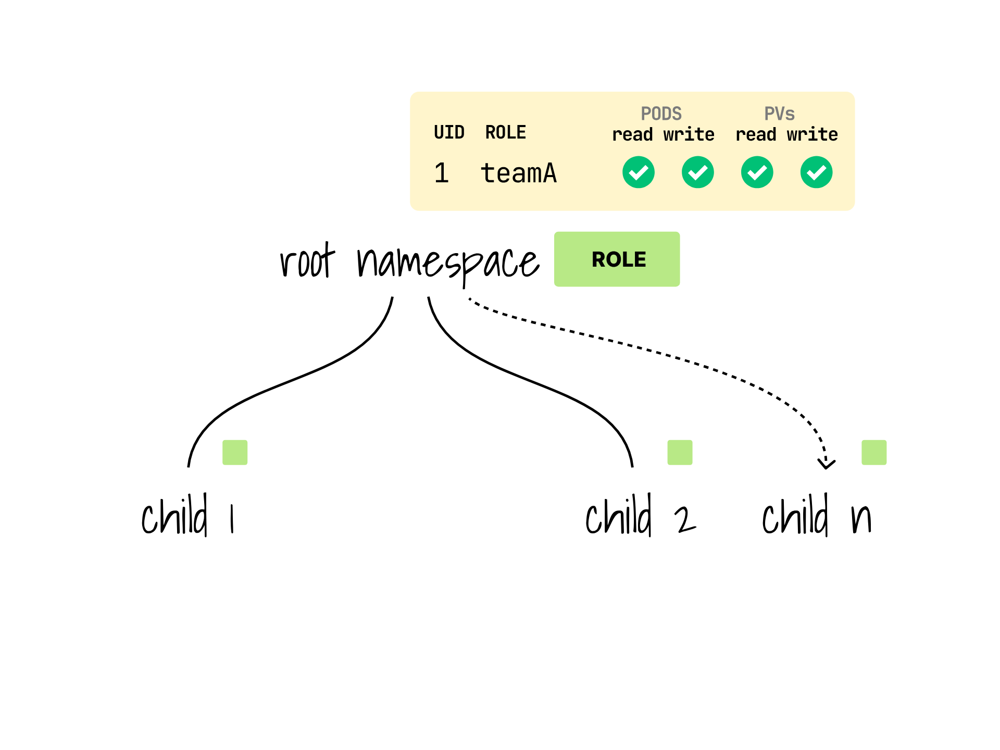 PODS PVs
UID ROLE read write read write
1 teamA
root namespace ROLE
child 1 child 2 child n